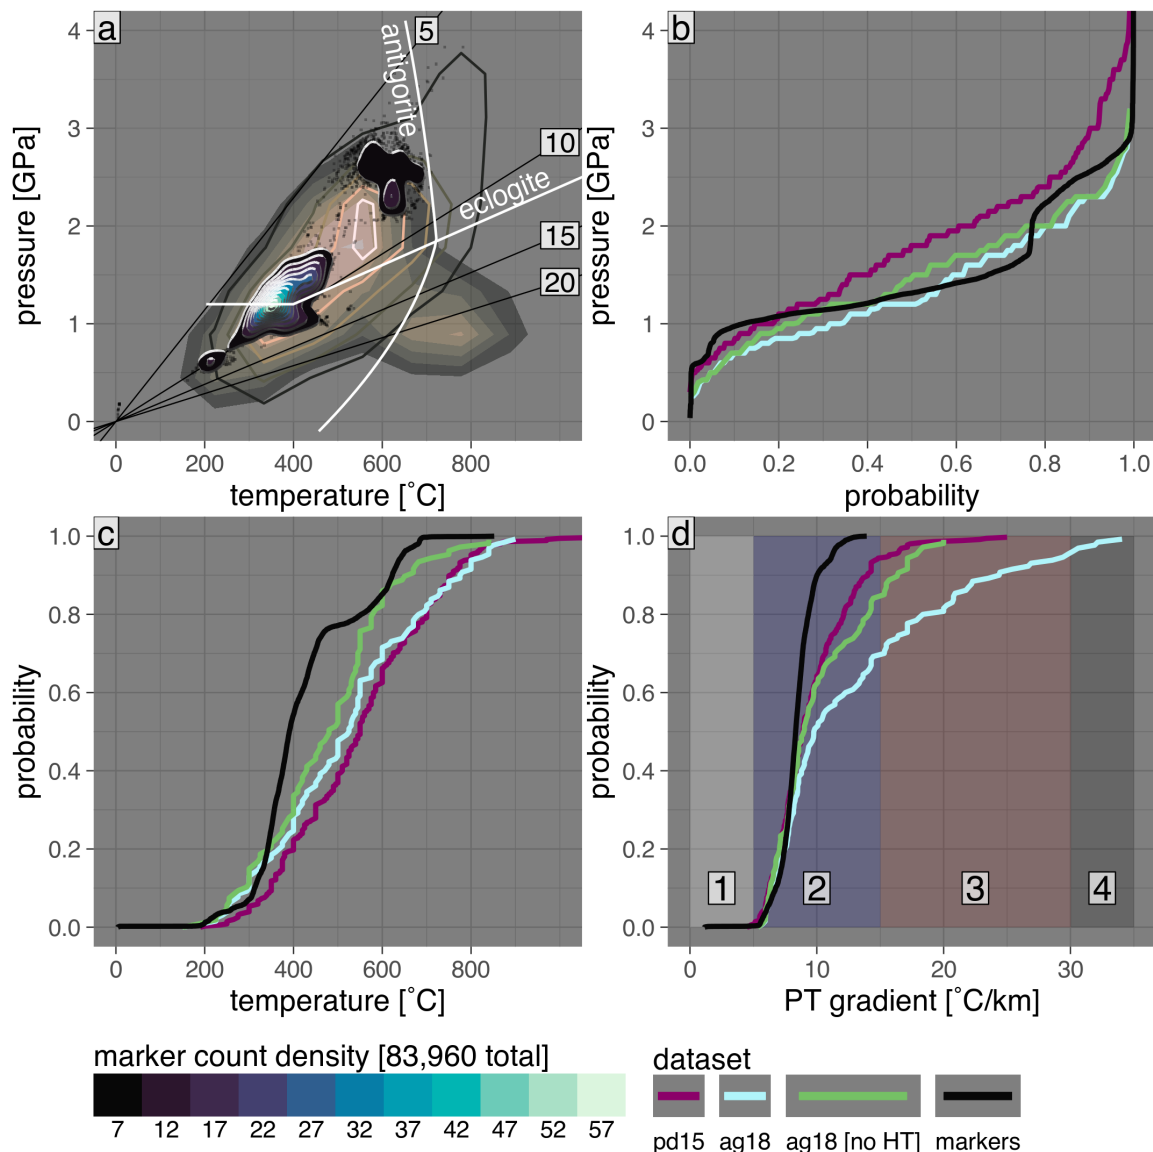 a
4
3
2
1
0
pressure [GPa]
5
10
15
20
antigorite
eclogite
0
200
400
600
800
temperature [˚C]
b
4
3
2
1
0
pressure [GPa]
0.0
0.2
0.4
0.6
0.8
1.0
probability
c
1.0
0.8
0.6
0.4
0.2
0.0
probability
0
200
400
600
800
temperature [˚C]
d
1.0
0.8
0.6
0.4
0.2
0.0
probability
1
2
3
4
0
10
20
30
PT gradient [˚C/km]
marker count density [83,960 total]
7 12 17 22 27 32 37 42 47 52 57
dataset
pd15 ag18 ag18 [no HT] markers